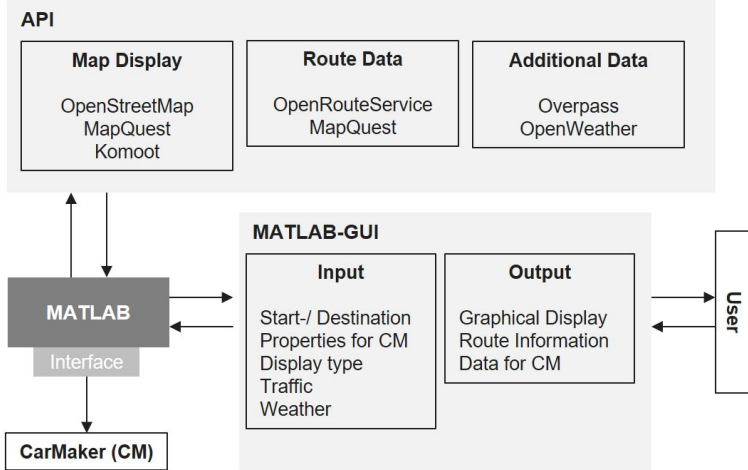 API
Map Display
OpenStreetMap
MapQuest
Komoot
Route Data
OpenRouteService
MapQuest
Additional Data
Overpass
OpenWeather
MATLAB
Interface
CarMaker (CM)
MATLAB-GUI
Input
Start-/ Destination
Properties for CM
Display type
Traffic
Weather
Output
Graphical Display
Route Information
Data for CM
User